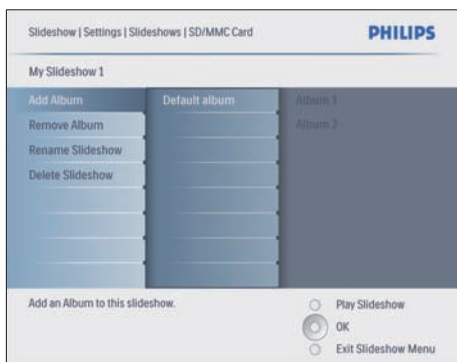 Slideshow | Settings | Slideshows | SD/MMC Card
PHILIPS
My Slideshow 1
Add Album
Remove Album
Rename Slideshow
Delete Slideshow
Default album
Album 1
Album 2
Add an Album to this slideshow.
Play Slideshow
OK
Exit Slideshow Menu